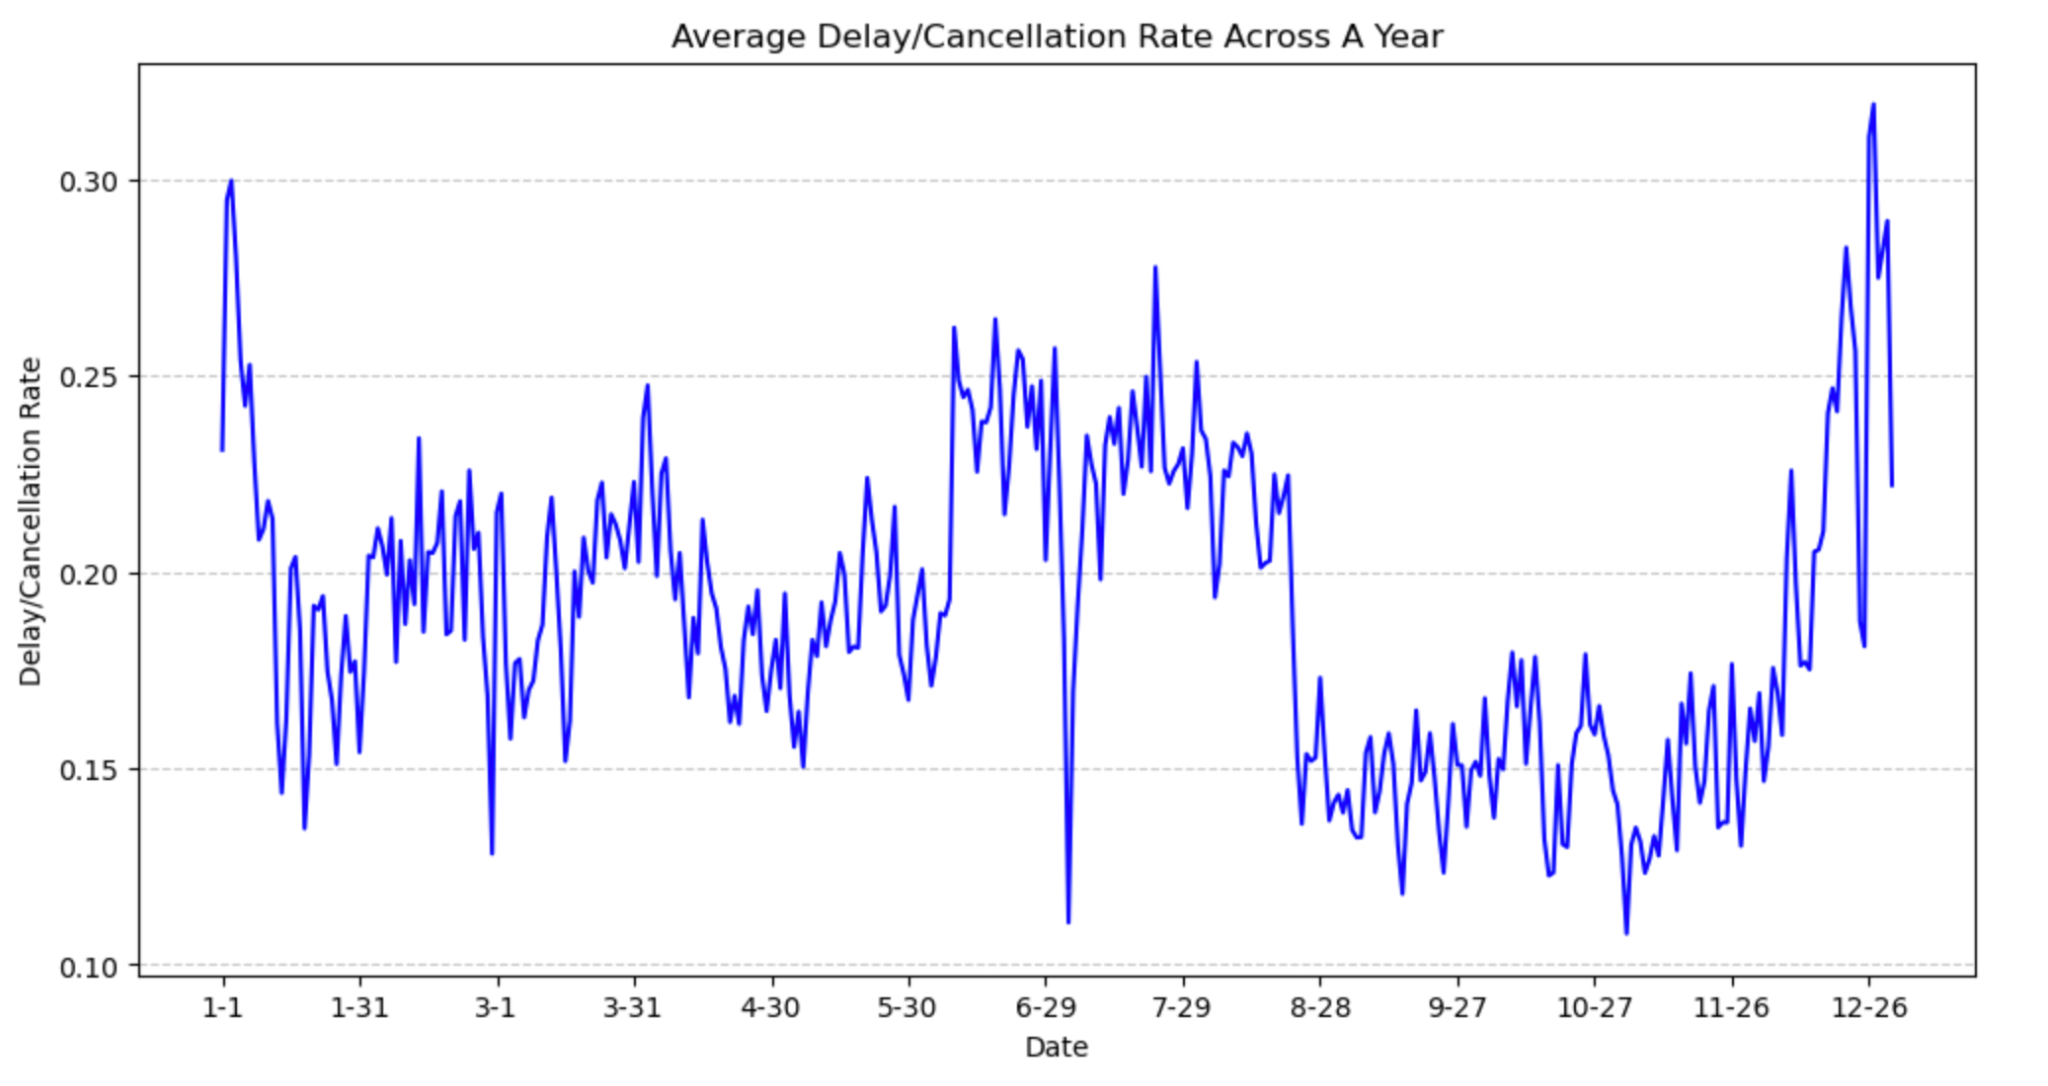 Average Delay/Cancellation Rate Across A Year
Delay/Cancellation Rate
0.30
0.25
0.20
0.15
0.10
1-1 1-31 3-1 3-31 4-30 5-30 6-29 7-29 8-28 9-27 10-27 11-26 12-26
Date